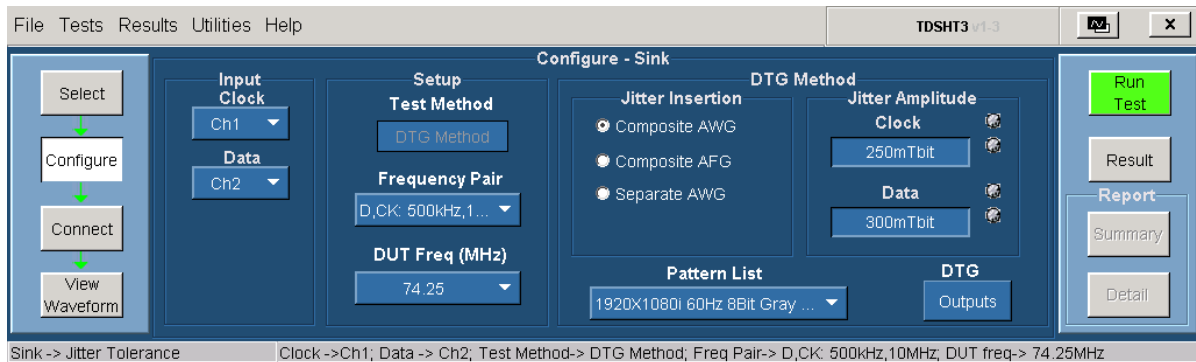 File Tests Results Utilities Help
TDSHT3 v1-3
x
Configure - Sink
Select
Configure
Connect
View
Waveform
Input
Clock
Ch1
Data
Ch2
Setup
Test Method
DTG Method
Frequency Pair
D,CK: 500kHz,1...
DUT Freq (MHz)
74.25
DTG Method
Jitter Insertion
Composite AWG
Composite AFG
Separate AWG
Jitter Amplitude
Clock
250mTbit
Data
300mTbit
Pattern List
1920X1080i 60Hz 8Bit Gray ...
DTG
Outputs
Run
Test
Result
Report
Summary
Detail
Sink -> Jitter Tolerance
Clock ->Ch1; Data -> Ch2; Test Method-> DTG Method; Freq Pair-> D,CK: 500kHz,10MHz; DUT freq-> 74.25MHz